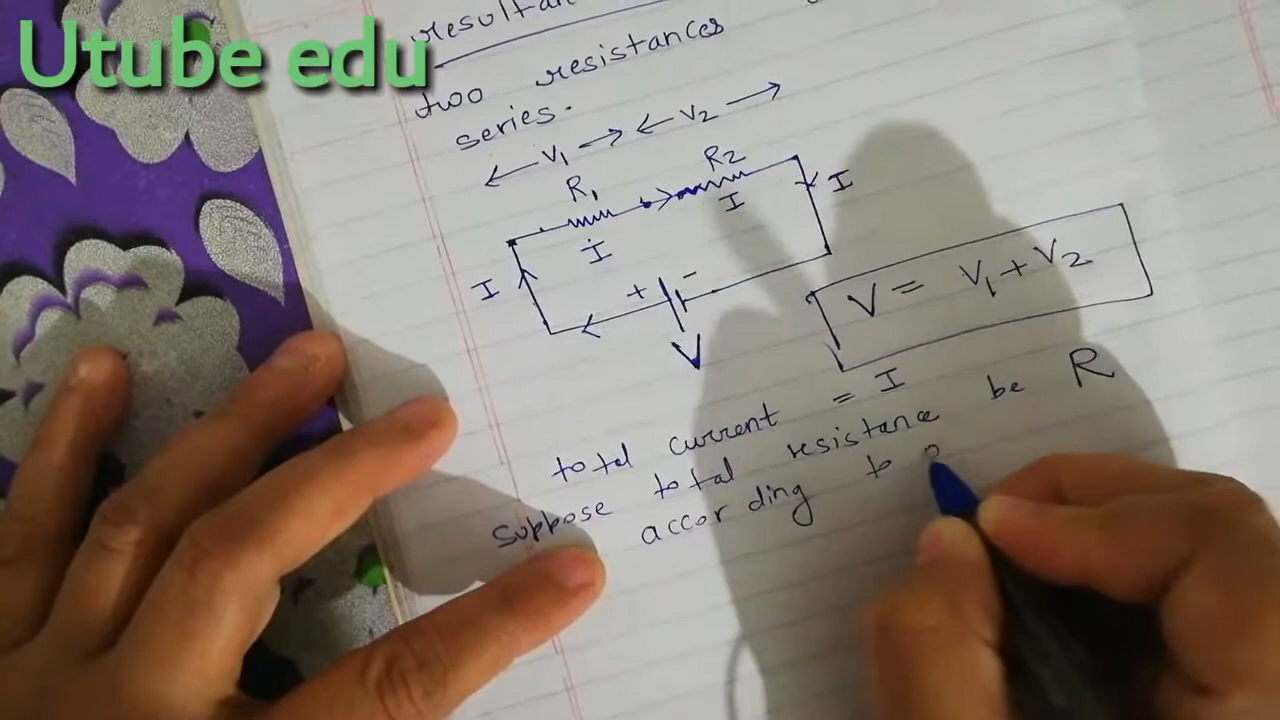 Utube edu
two resistances
series.
V1 V2
R1 R2
I I I
I
+ -
V
V = V1 + V2
total current = I
suppose total resistance be R
according to